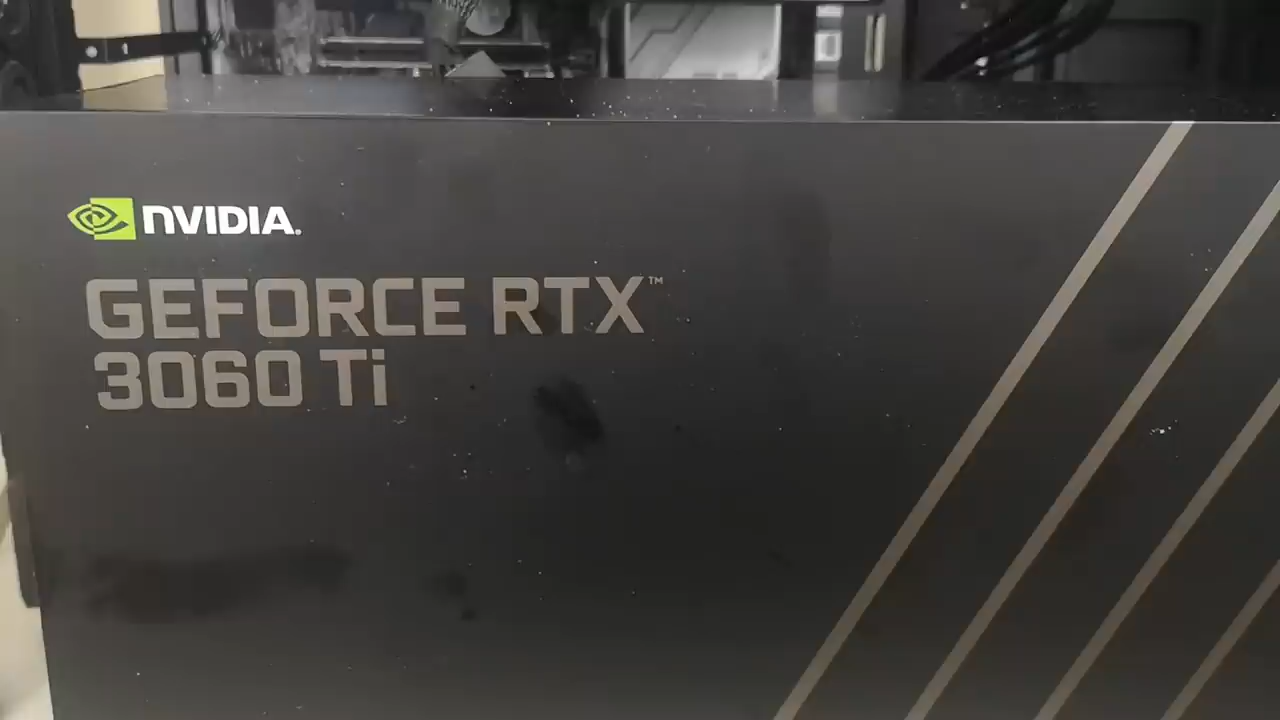 NVIDIA.
GEFORCE RTX™
3060 Ti